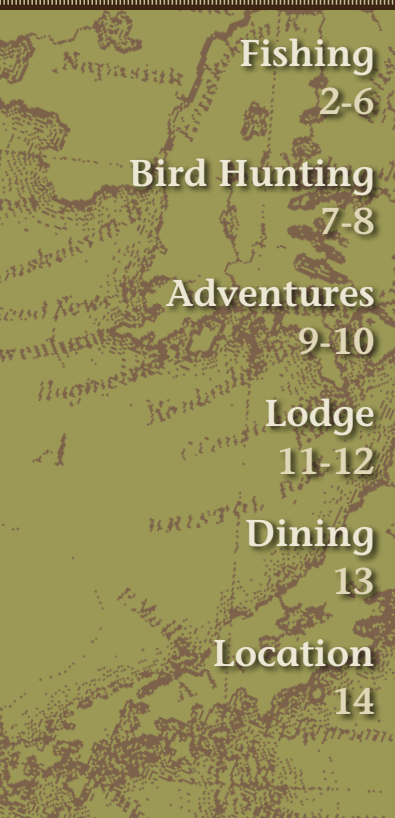 Fishing
2-6
Bird Hunting
7-8
Adventures
9-10
Lodge
11-12
Dining
13
Location
14